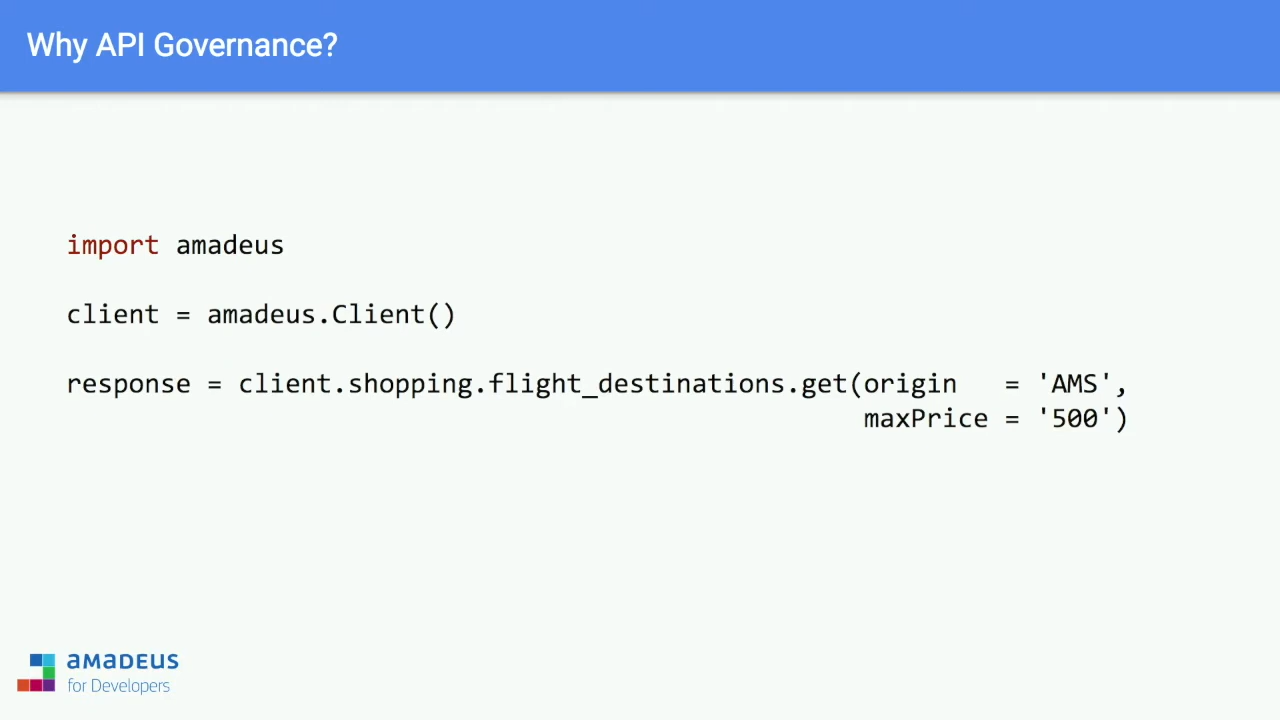 Why API Governance?
import amadeus
client = amadeus.Client()
response = client.shopping.flight_destinations.get(origin   = 'AMS',
maxPrice = '500')
amadeus
for Developers